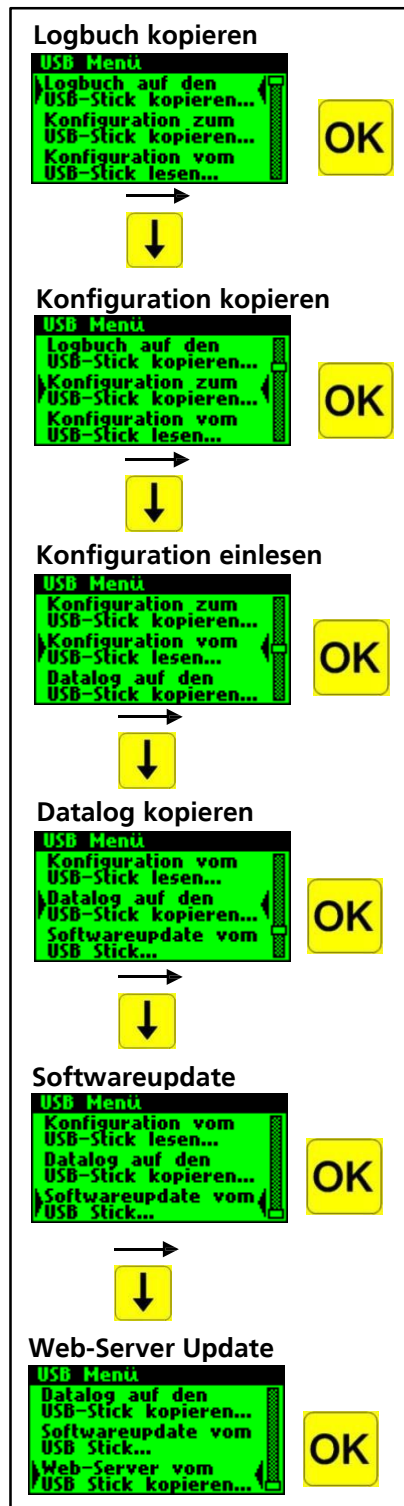 Logbuch kopieren
USB Menü
Logbuch auf den
USB-Stick kopieren...
Konfiguration zum
USB-Stick kopieren...
Konfiguration vom
USB-Stick lesen...
OK
Konfiguration kopieren
USB Menü
Logbuch auf den
USB-Stick kopieren...
Konfiguration zum
USB-Stick kopieren...
Konfiguration vom
USB-Stick lesen...
OK
Konfiguration einlesen
USB Menü
Konfiguration zum
USB-Stick kopieren...
Konfiguration vom
USB-Stick lesen...
Datalog auf den
USB-Stick kopieren...
OK
Datalog kopieren
USB Menü
Konfiguration vom
USB-Stick lesen...
Datalog auf den
USB-Stick kopieren...
Softwareupdate vom
USB Stick...
OK
Softwareupdate
USB Menü
Konfiguration vom
USB-Stick lesen...
Datalog auf den
USB-Stick kopieren...
Softwareupdate vom
USB Stick...
OK
Web-Server Update
USB Menü
Datalog auf den
USB-Stick kopieren...
Softwareupdate vom
USB Stick...
Web-Server vom
USB Stick kopieren...
OK